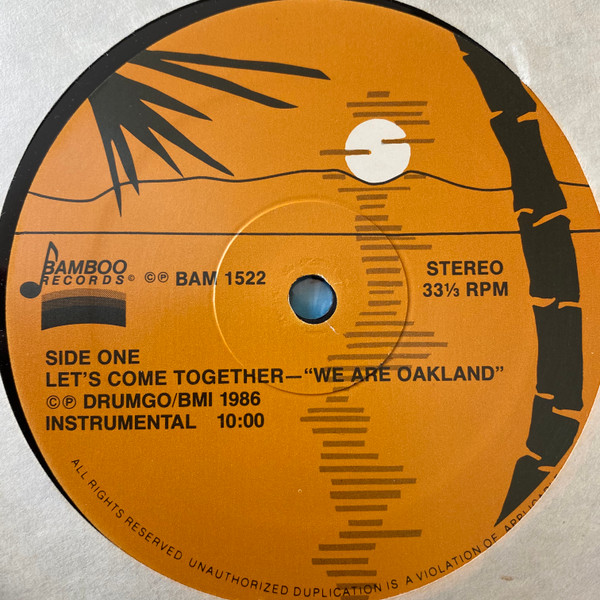 BAMBOO
RECORDS©
©℗ BAM 1522
STEREO
33⅓ RPM
SIDE ONE
LET'S COME TOGETHER—"WE ARE OAKLAND"
©℗ DRUMGO/BMI 1986
INSTRUMENTAL 10:00
ALL RIGHTS RESERVED UNAUTHORIZED DUPLICATION IS A VIOLATION OF